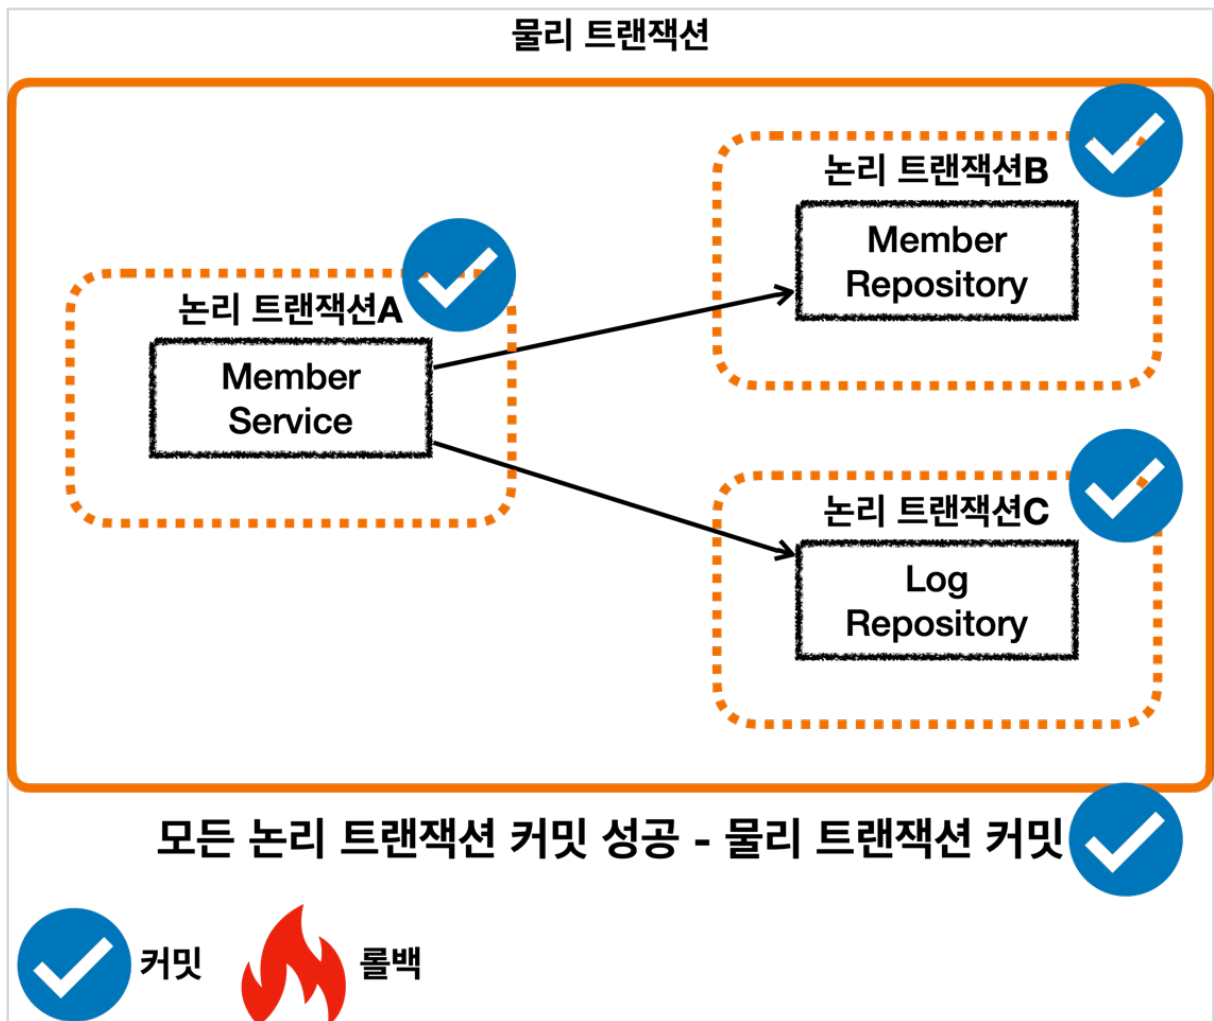 물리 트랜잭션
논리 트랜잭션A
Member
Service
논리 트랜잭션B
Member
Repository
논리 트랜잭션C
Log
Repository
모든 논리 트랜잭션 커밋 성공 - 물리 트랜잭션 커밋
커밋
롤백